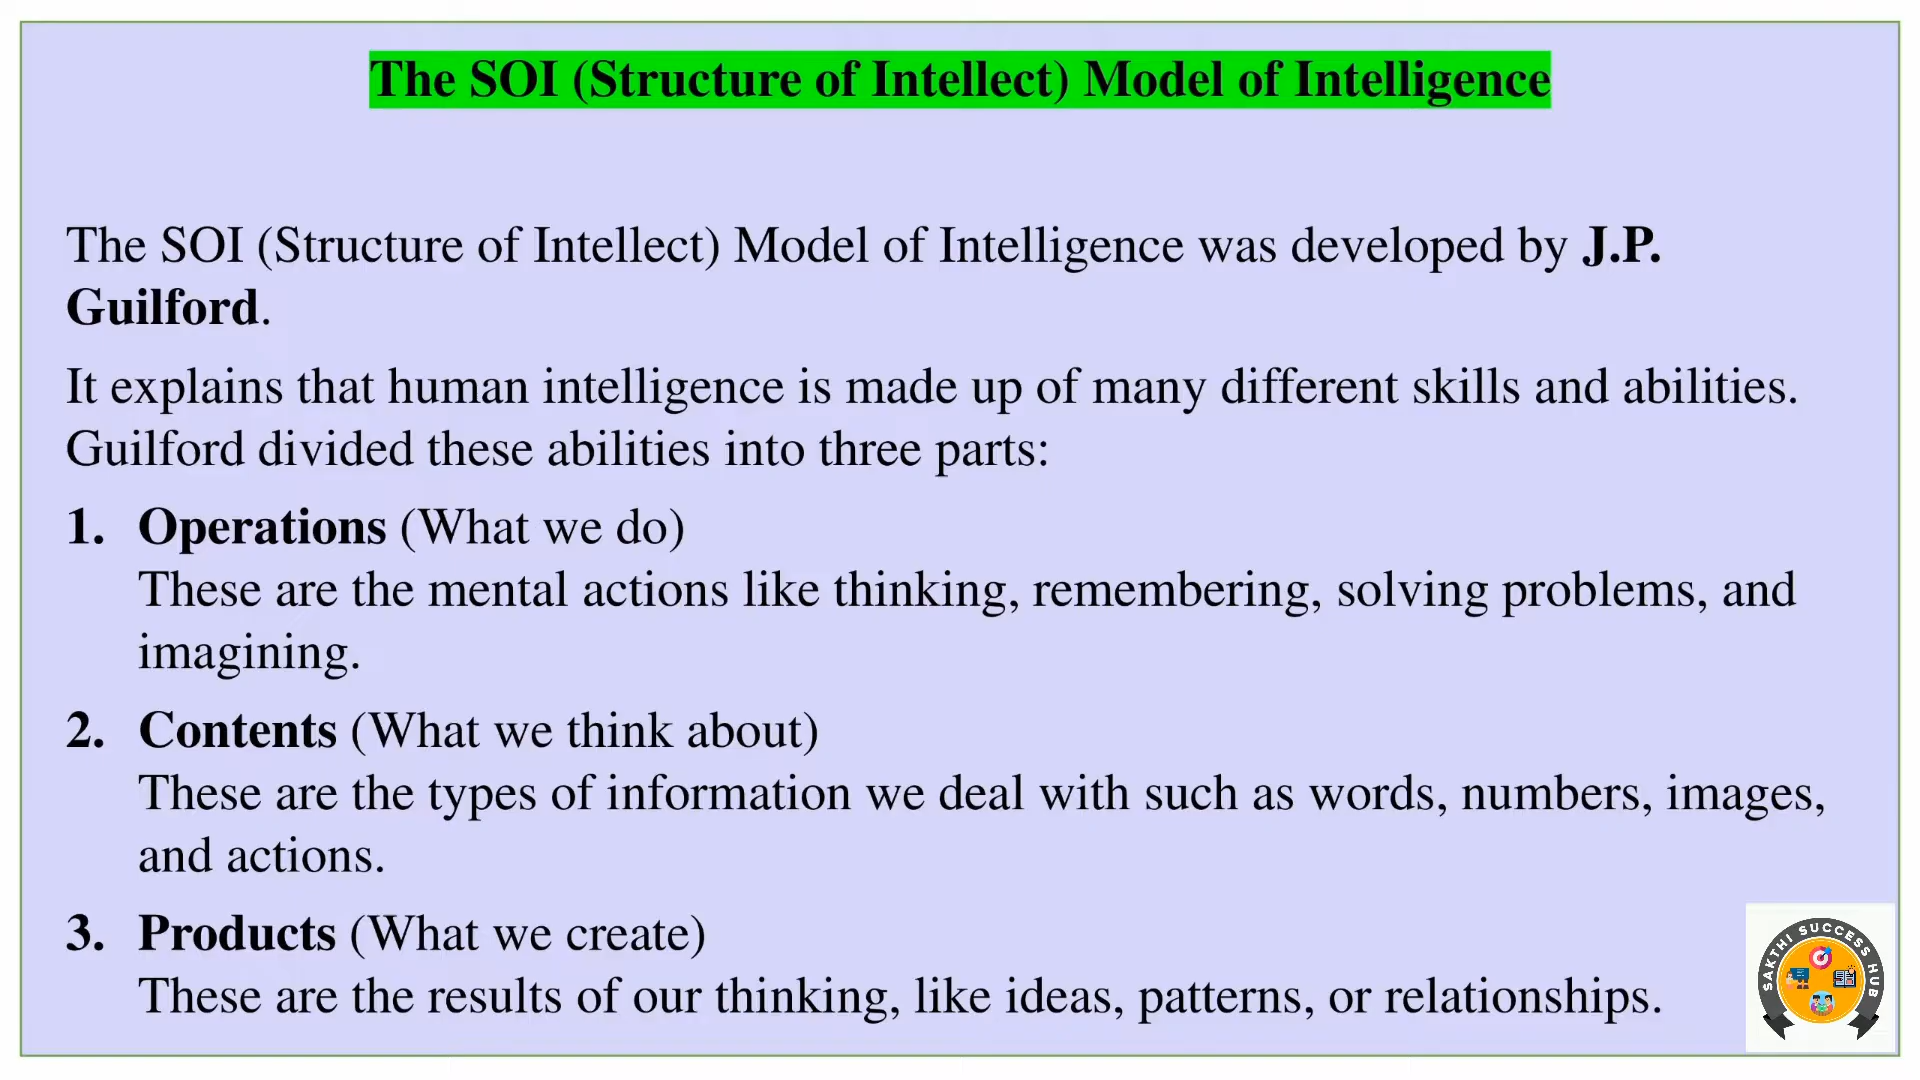 The SOI (Structure of Intellect) Model of Intelligence
The SOI (Structure of Intellect) Model of Intelligence was developed by J.P.
Guilford.
It explains that human intelligence is made up of many different skills and abilities.
Guilford divided these abilities into three parts:
1. Operations (What we do)
These are the mental actions like thinking, remembering, solving problems, and
imagining.
2. Contents (What we think about)
These are the types of information we deal with such as words, numbers, images,
and actions.
3. Products (What we create)
These are the results of our thinking, like ideas, patterns, or relationships.
SAKTHI SUCCESS HUB